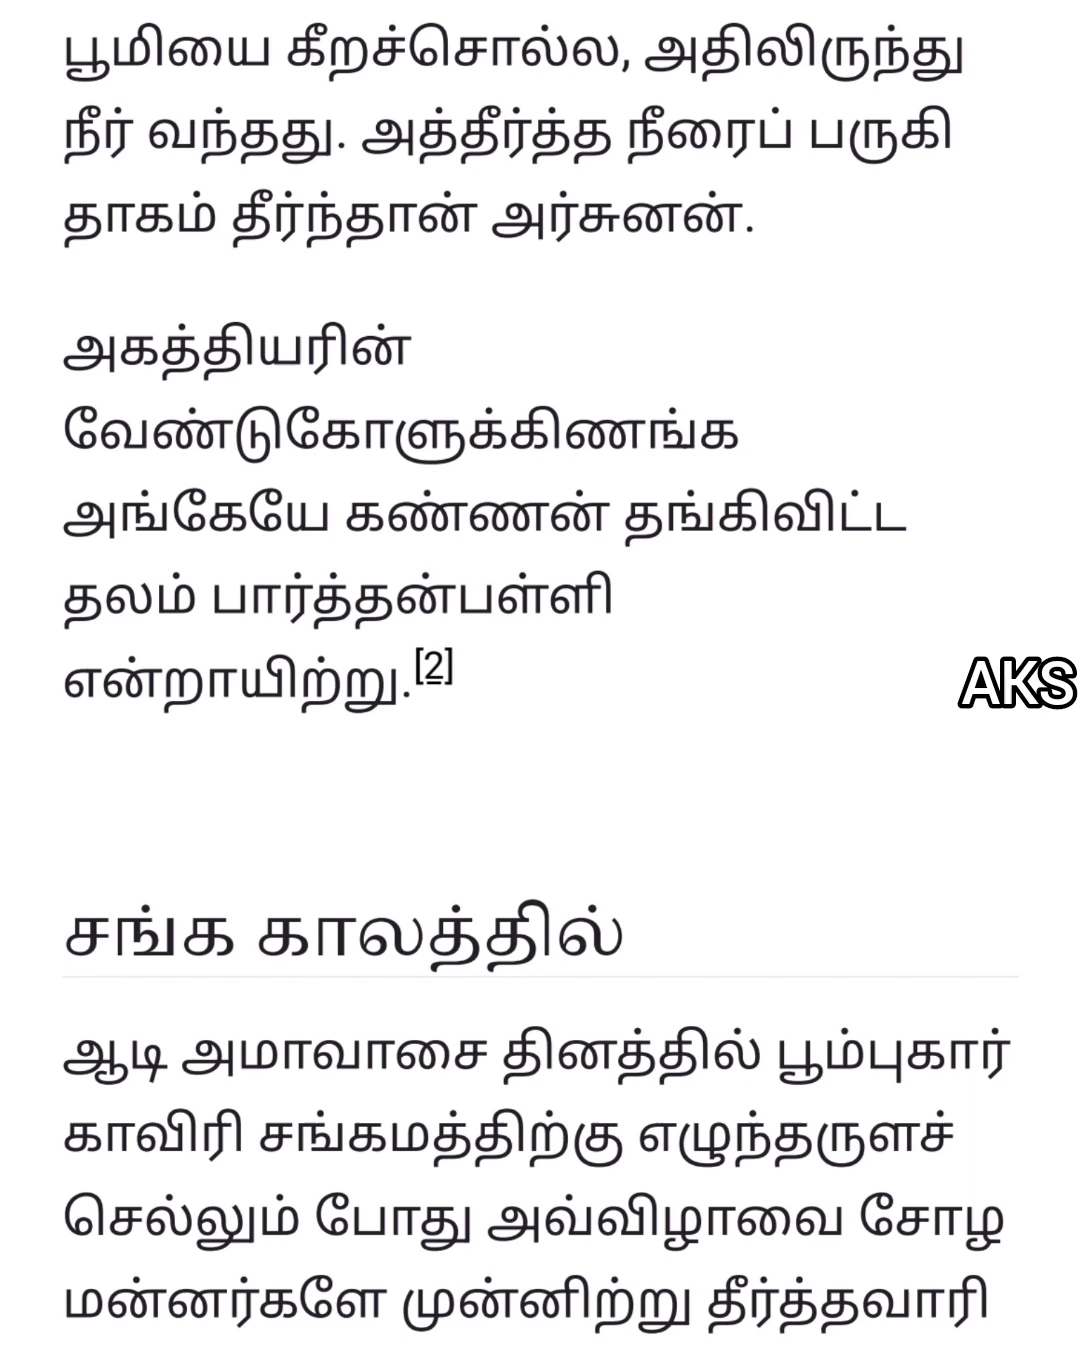 பூமியை கீறச்சொல்ல, அதிலிருந்து
நீர் வந்தது. அத்தீர்த்த நீரைப் பருகி
தாகம் தீர்ந்தான் அர்சுனன்.
அகத்தியரின்
வேண்டுகோளுக்கிணங்க
அங்கேயே கண்ணன் தங்கிவிட்ட
தலம் பார்த்தன்பள்ளி
என்றாயிற்று.[2]
AKS
சங்க காலத்தில்
ஆடி அமாவாசை தினத்தில் பூம்புகார்
காவிரி சங்கமத்திற்கு எழுந்தருளச்
செல்லும் போது அவ்விழாவை சோழ
மன்னர்களே முன்னிற்று தீர்த்தவாரி